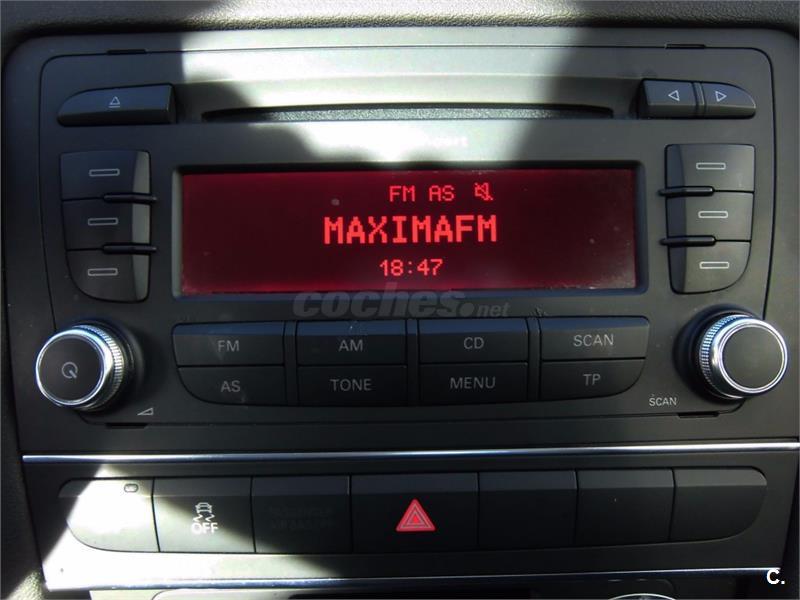 FM AS
MAXIMAFM
18:47
coches.net
FM AM CD SCAN
AS TONE MENU TP
SCAN
OFF
C.